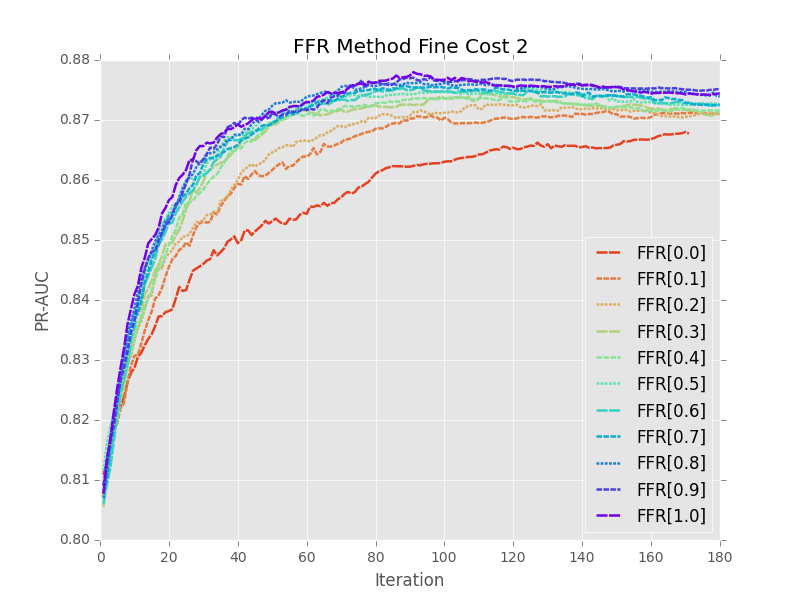 FFR Method Fine Cost 2
0.88
0.87
0.86
0.85
0.84
0.83
0.82
0.81
0.80
PR-AUC
0 20 40 60 80 100 120 140 160 180
Iteration
FFR[0.0]
FFR[0.1]
FFR[0.2]
FFR[0.3]
FFR[0.4]
FFR[0.5]
FFR[0.6]
FFR[0.7]
FFR[0.8]
FFR[0.9]
FFR[1.0]